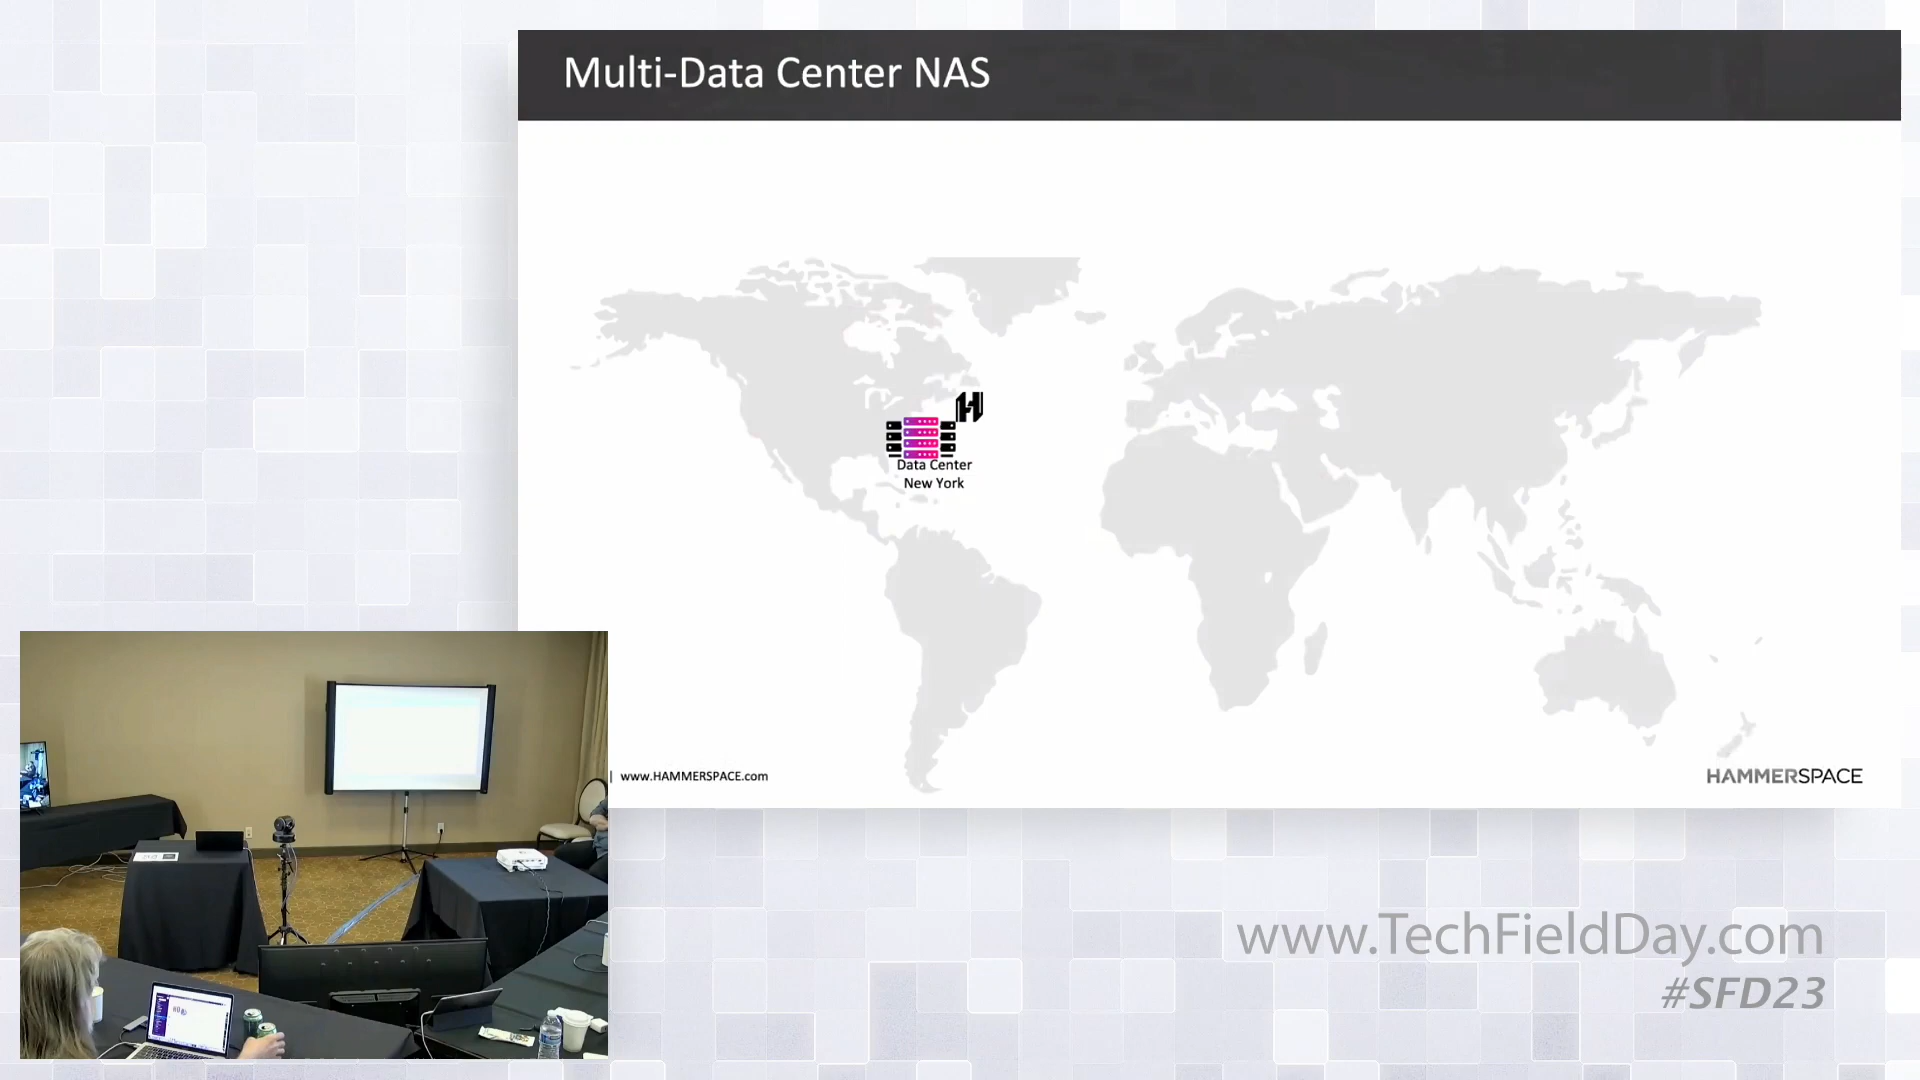 Multi-Data Center NAS
Data Center
New York
| www.HAMMERSPACE.com
HAMMERSPACE
www.TechFieldDay.com
#SFD23